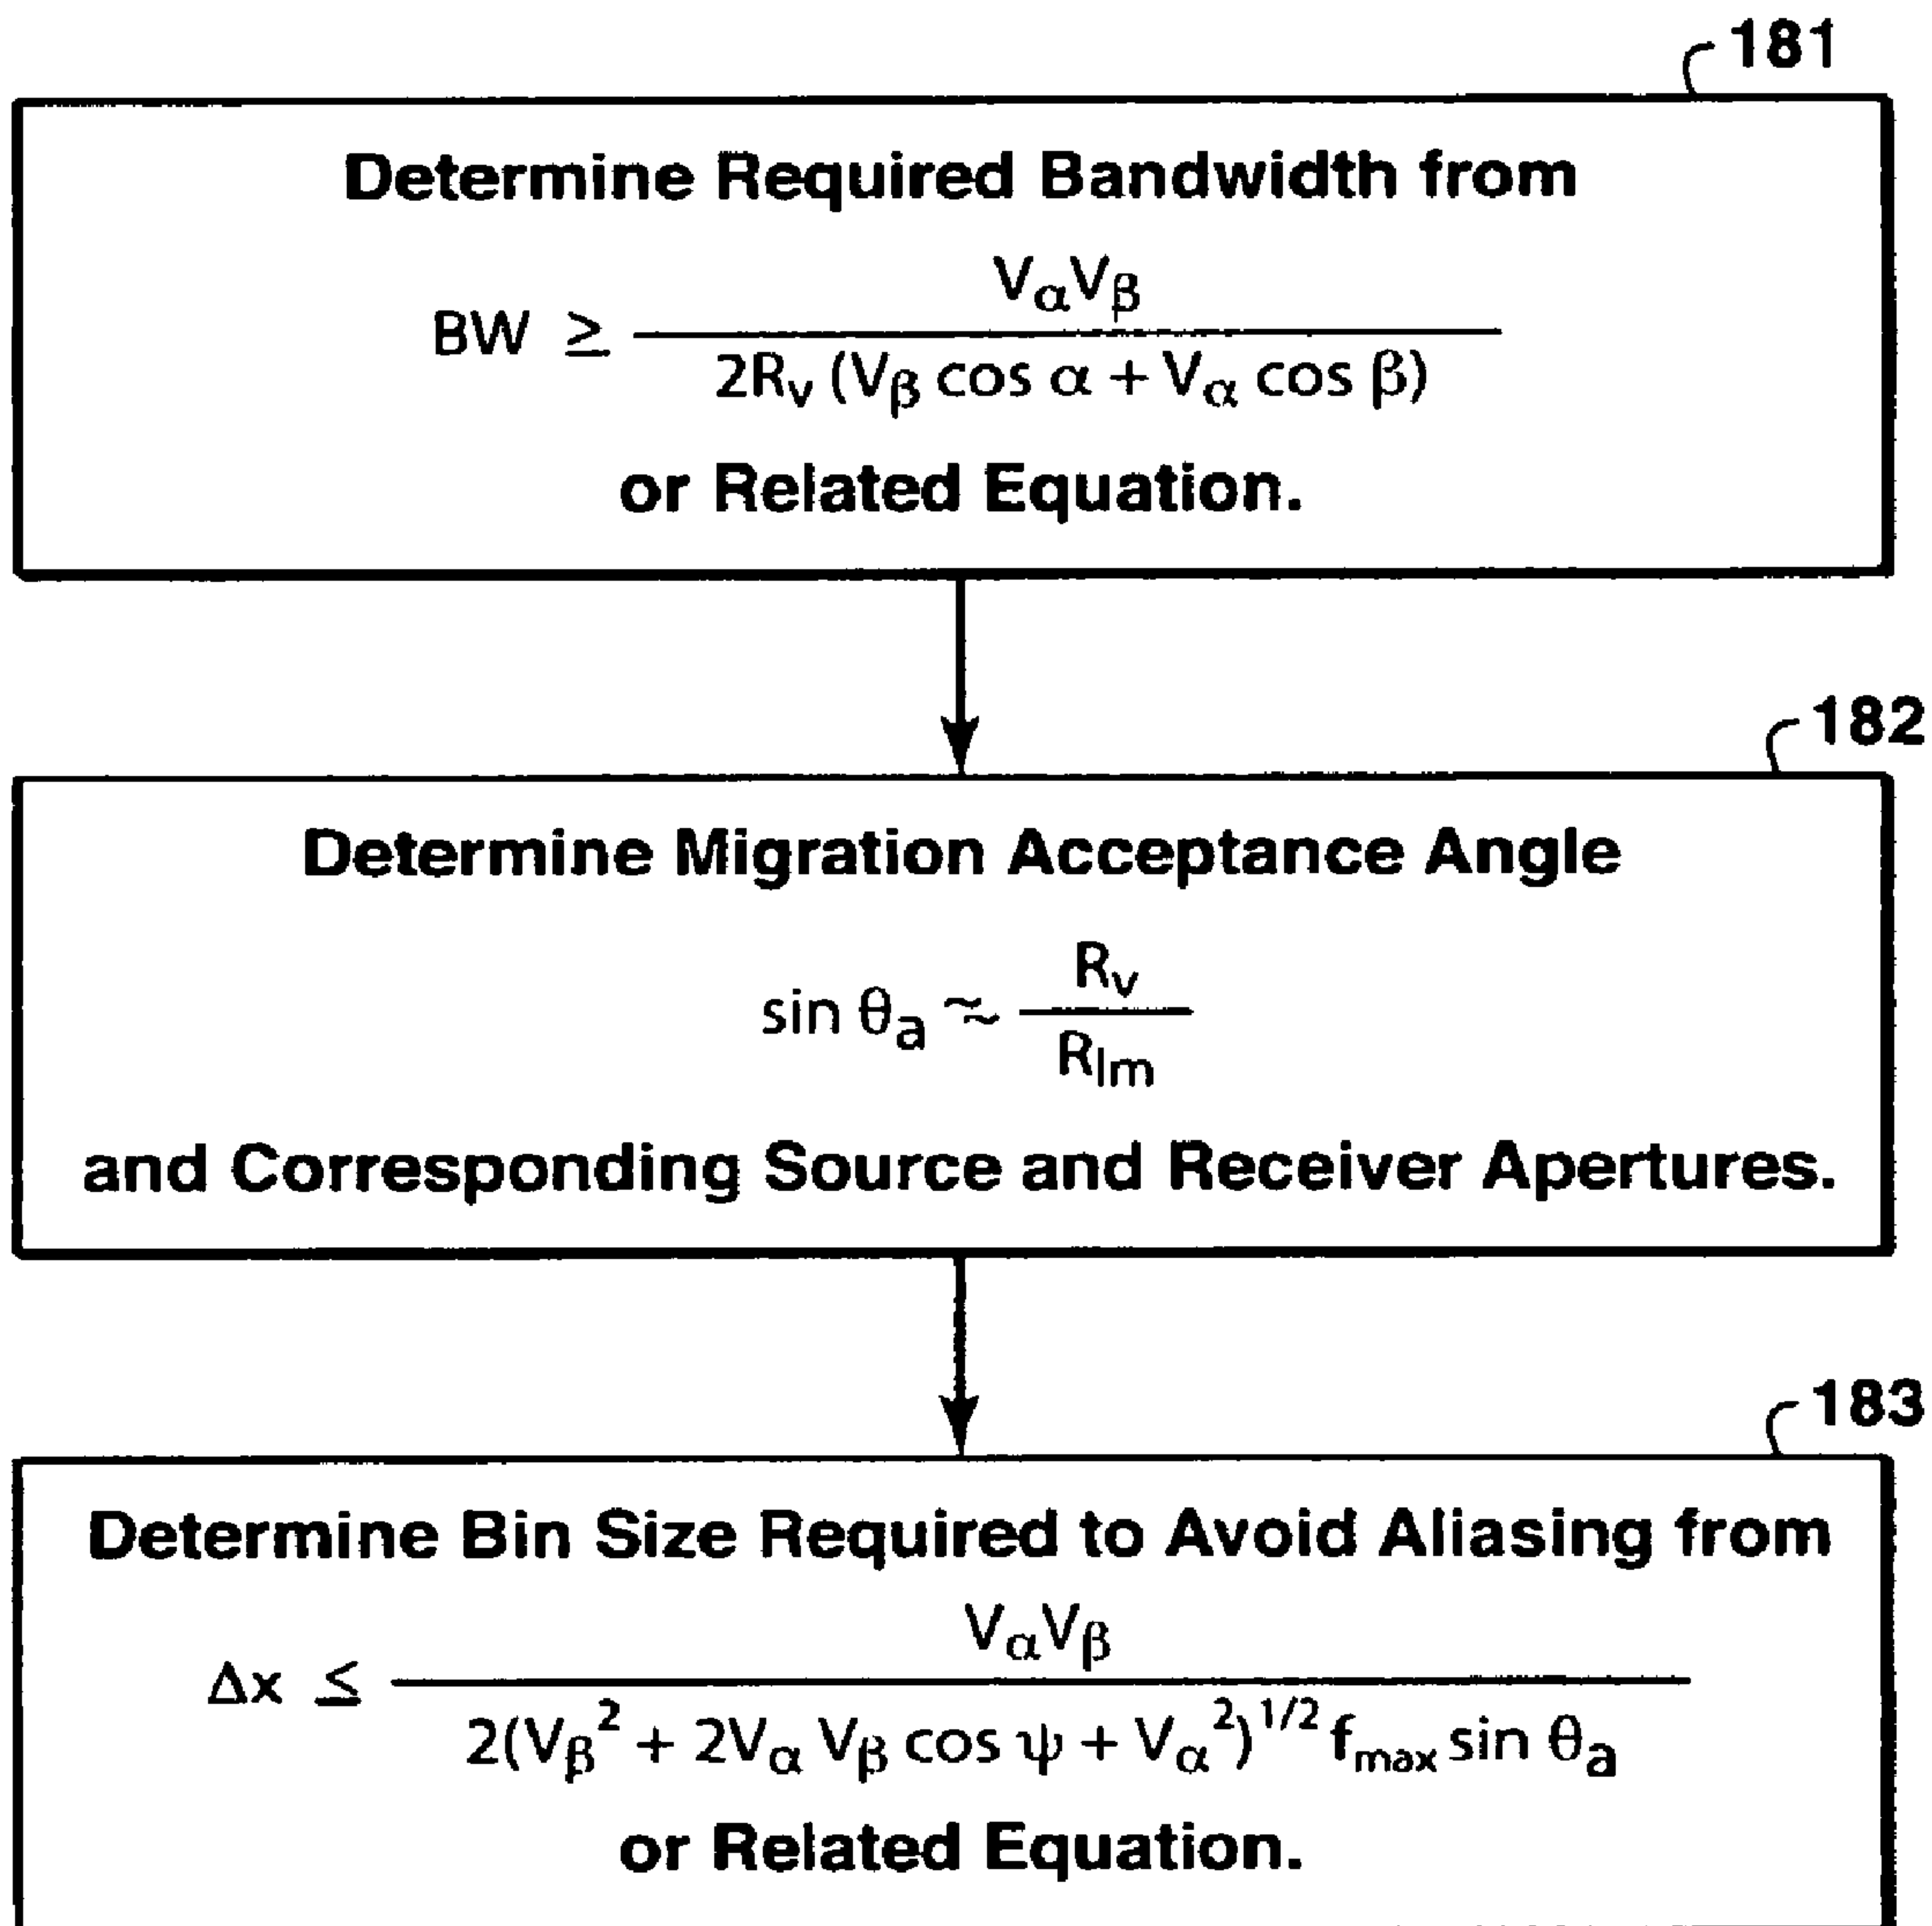 181
Determine Required Bandwidth from
BW ≥ VαVβ / 2Rv (Vβ cos α + Vα cos β)
or Related Equation.
182
Determine Migration Acceptance Angle
sin θa ≈ Rv / Rlm
and Corresponding Source and Receiver Apertures.
183
Determine Bin Size Required to Avoid Aliasing from
Δx ≤ VαVβ / 2(Vβ² + 2Vα Vβ cos ψ + Vα²)^1/2 fmax sin θa
or Related Equation.